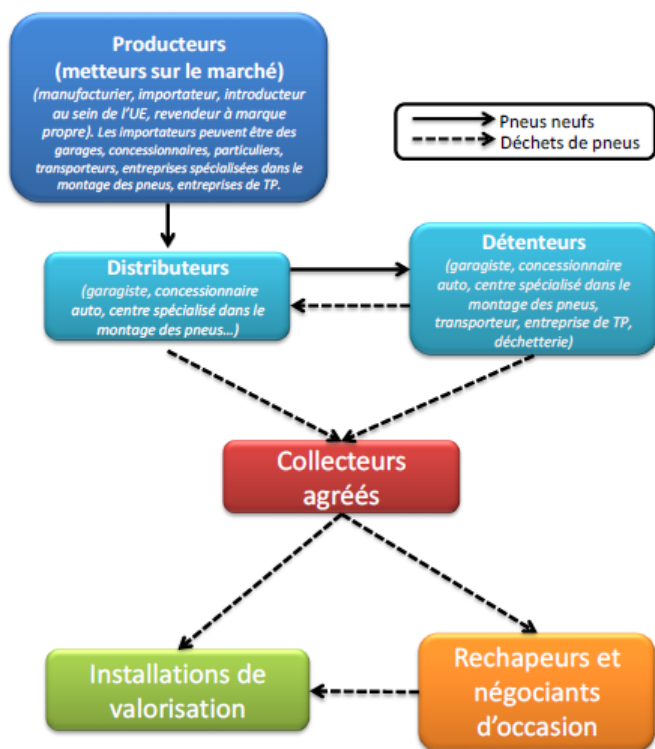 Producteurs
(metteurs sur le marché)
(manufacturier, importateur, introducteur
au sein de l'UE, revendeur à marque
propre). Les importateurs peuvent être des
garages, concessionnaires, particuliers,
transporteurs, entreprises spécialisées dans le
montage des pneus, entreprises de TP.
Pneus neufs
Déchets de pneus
Distributeurs
(garagiste, concessionnaire
auto, centre spécialisé dans le
montage des pneus...)
Détenteurs
(garagiste, concessionnaire
auto, centre spécialisé dans le
montage des pneus,
transporteur, entreprise de TP,
déchetterie)
Collecteurs
agréés
Installations de
valorisation
Rechapeurs et
négociants
d'occasion